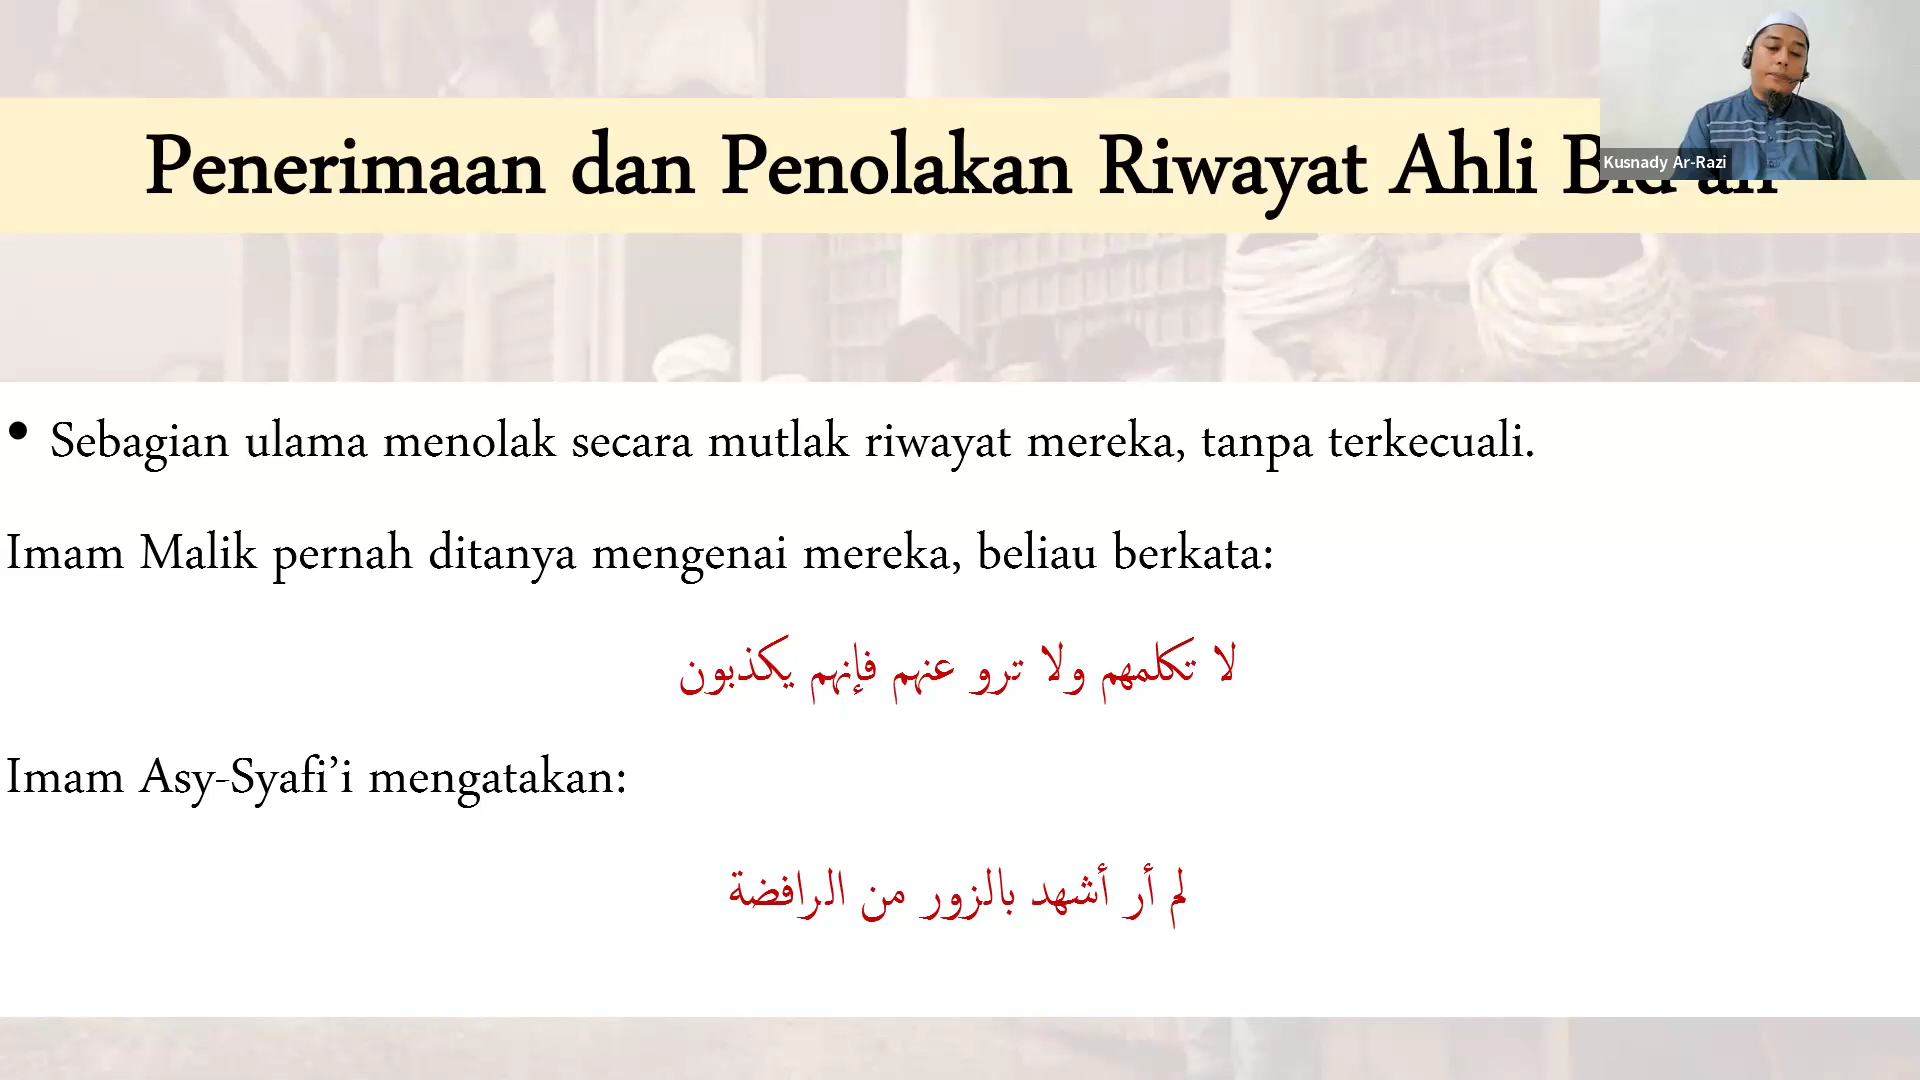 Penerimaan dan Penolakan Riwayat Ahli
Kusnady Ar-Razi
• Sebagian ulama menolak secara mutlak riwayat mereka, tanpa terkecuali.
Imam Malik pernah ditanya mengenai mereka, beliau berkata:
لا تكلمهم ولا ترو عنهم فإنهم يكذبون
Imam Asy-Syafi’i mengatakan:
لم أر أشهد بالزور من الرافضة